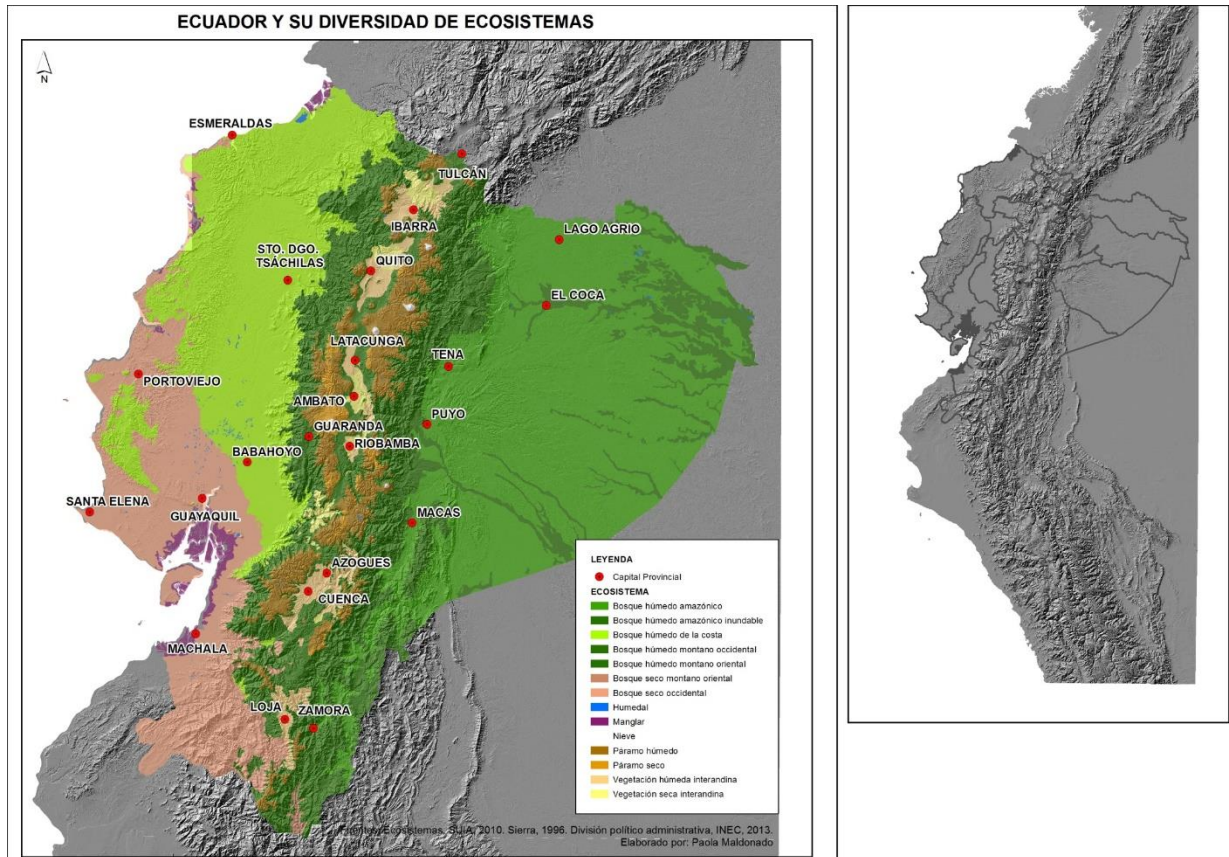 ECUADOR Y SU DIVERSIDAD DE ECOSISTEMAS
N
ESMERALDAS
TULCÁN
IBARRA
LAGO AGRIO
STO. DGO.
TSÁCHILAS
QUITO
EL COCA
LATACUNGA
TENA
PORTOVIEJO
AMBATO
PUYO
GUARANDA
RIOBAMBA
BABAHOYO
SANTA ELENA
GUAYAQUIL
MACAS
AZOGUES
CUENCA
MACHALA
LOJA
ZAMORA
LEYENDA
Capital Provincial
ECOSISTEMA
Bosque húmedo amazónico
Bosque húmedo amazónico inundable
Bosque húmedo de la costa
Bosque húmedo montano occidental
Bosque húmedo montano oriental
Bosque seco montano oriental
Bosque seco occidental
Humedal
Manglar
Nieve
Páramo húmedo
Páramo seco
Vegetación húmeda interandina
Vegetación seca interandina
Fuentes: Ecosistemas, SUIA, 2010. Sierra, 1996. División político administrativa, INEC, 2013.
Elaborado por: Paola Maldonado